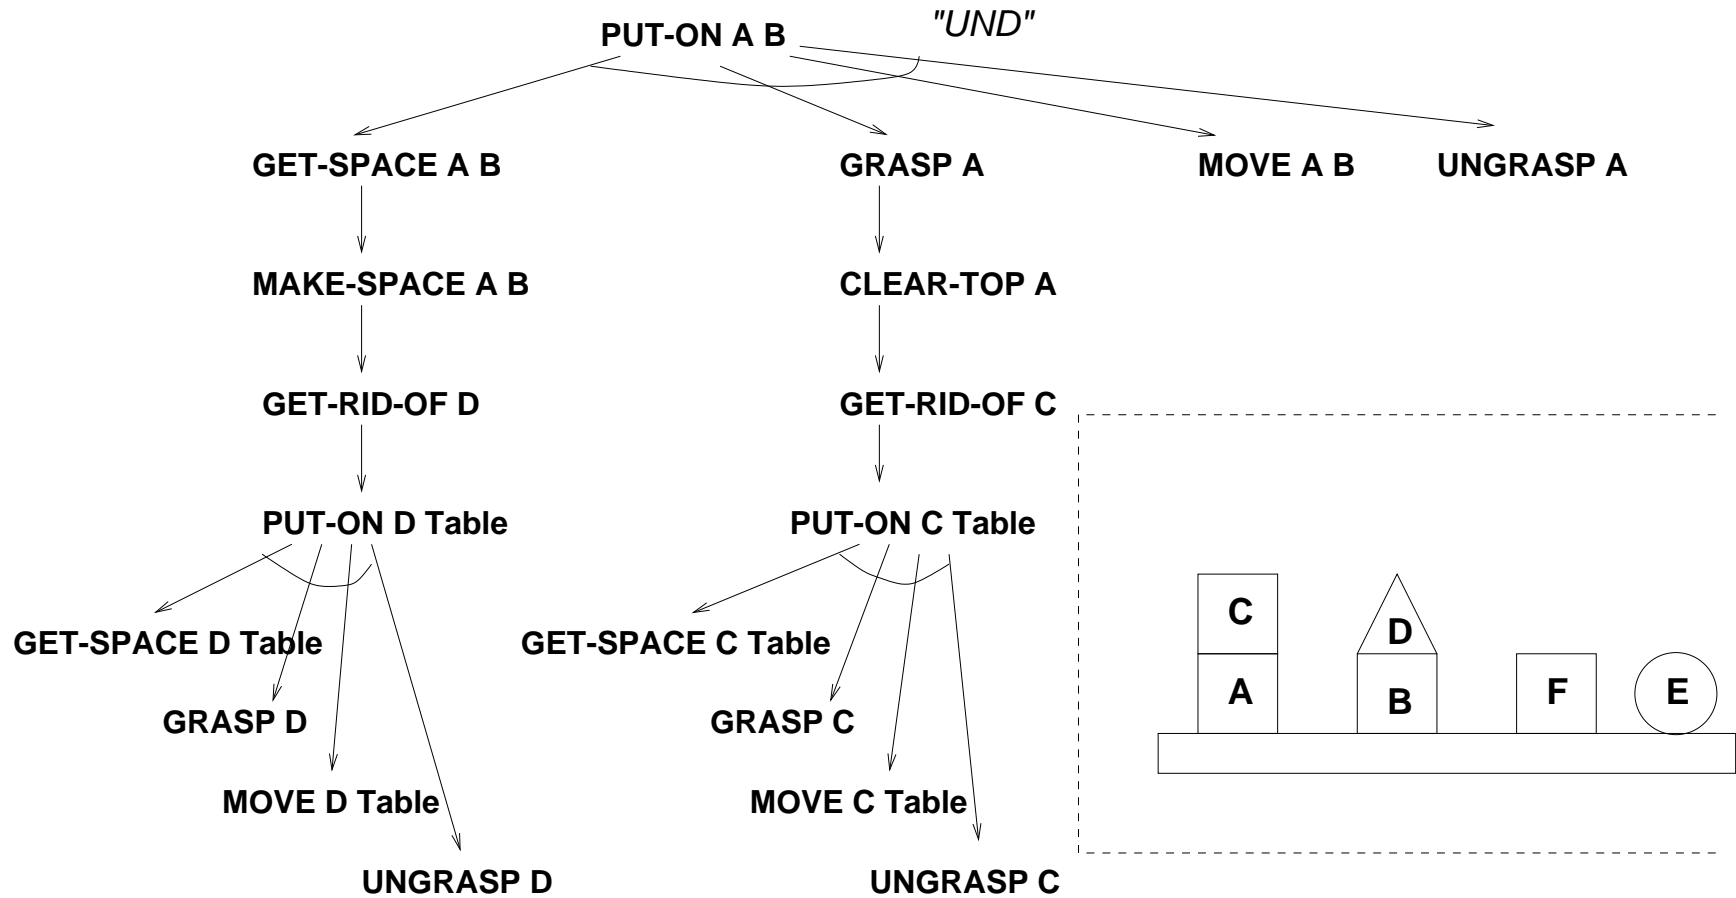 PUT-ON A B
"UND"
GET-SPACE A B
GRASP A
MOVE A B
UNGRASP A
MAKE-SPACE A B
CLEAR-TOP A
GET-RID-OF D
GET-RID-OF C
PUT-ON D Table
PUT-ON C Table
GET-SPACE D Table
GET-SPACE C Table
GRASP D
GRASP C
MOVE D Table
MOVE C Table
UNGRASP D
UNGRASP C
C
D
A
B
F
E